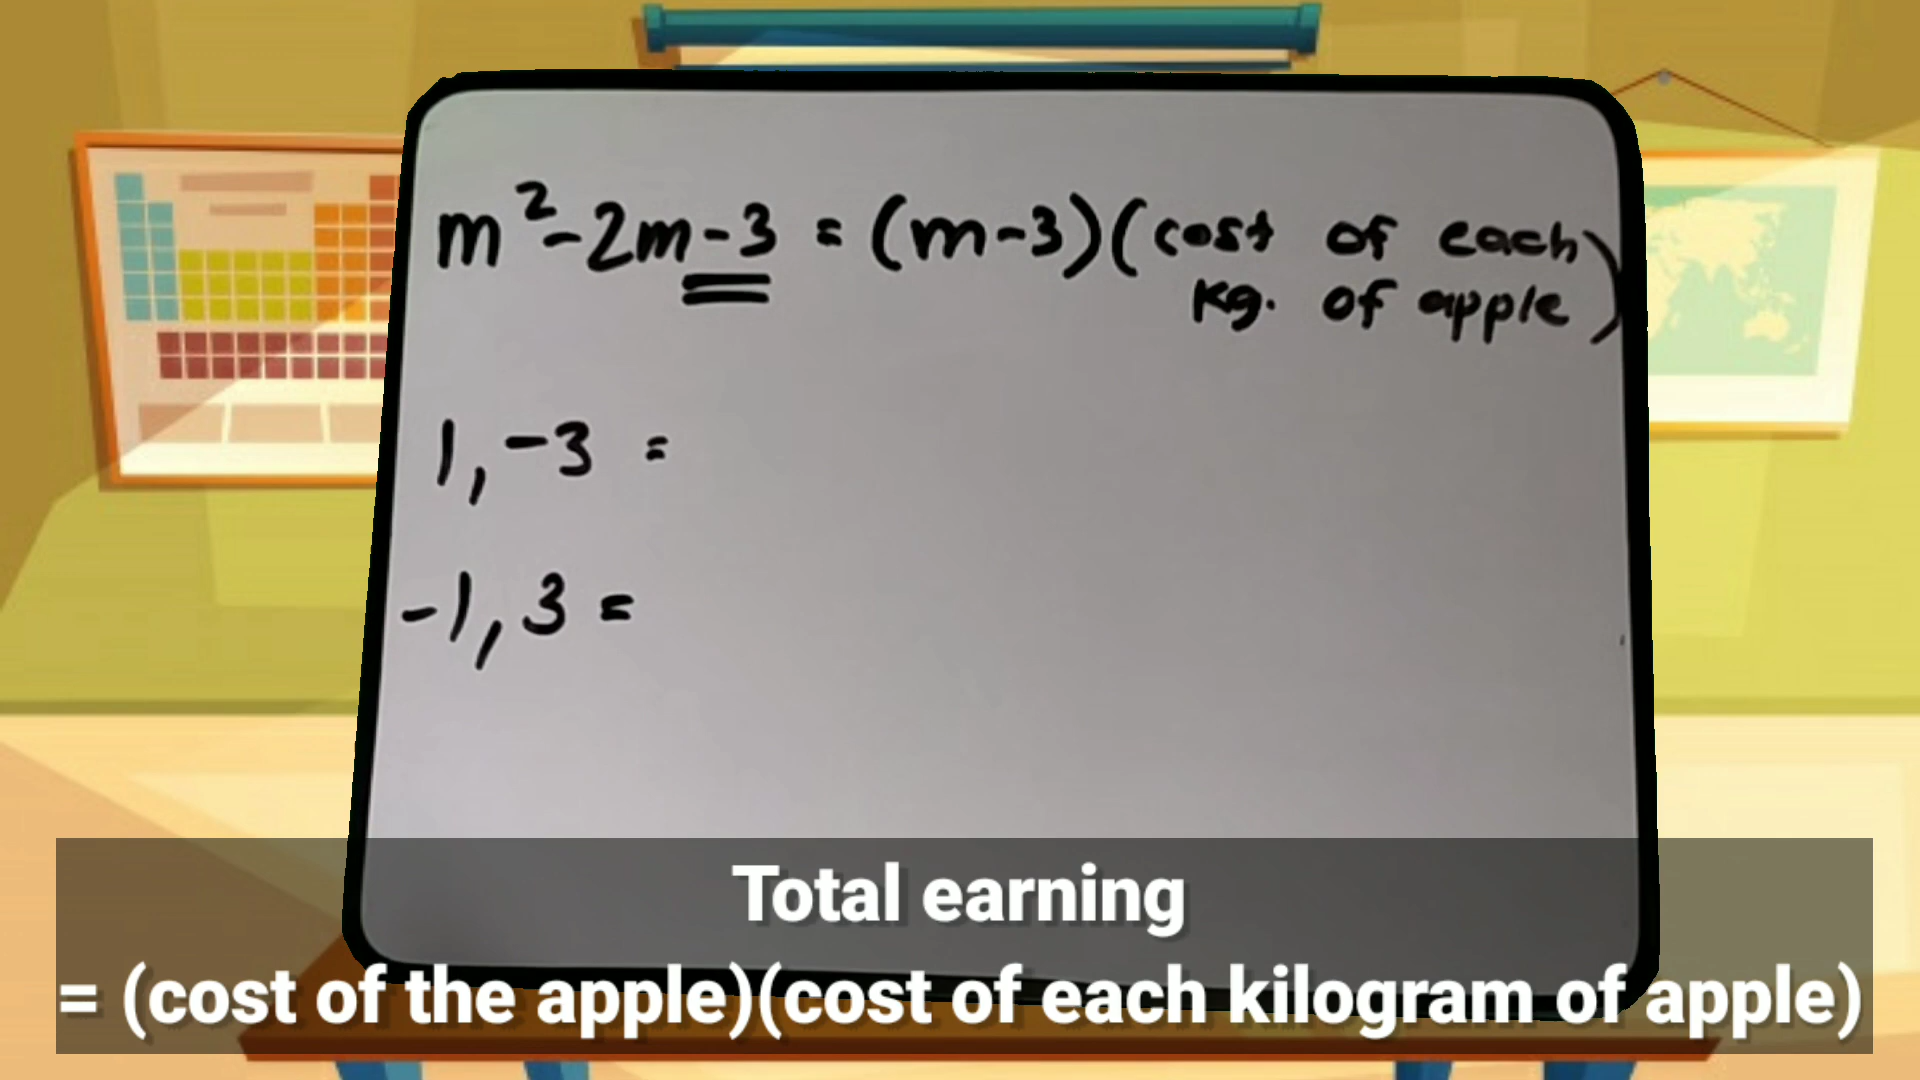 m²-2m-3 = (m-3)(cost of each
kg. of apple)
1, -3 =
-1, 3 =
Total earning
= (cost of the apple)(cost of each kilogram of apple)